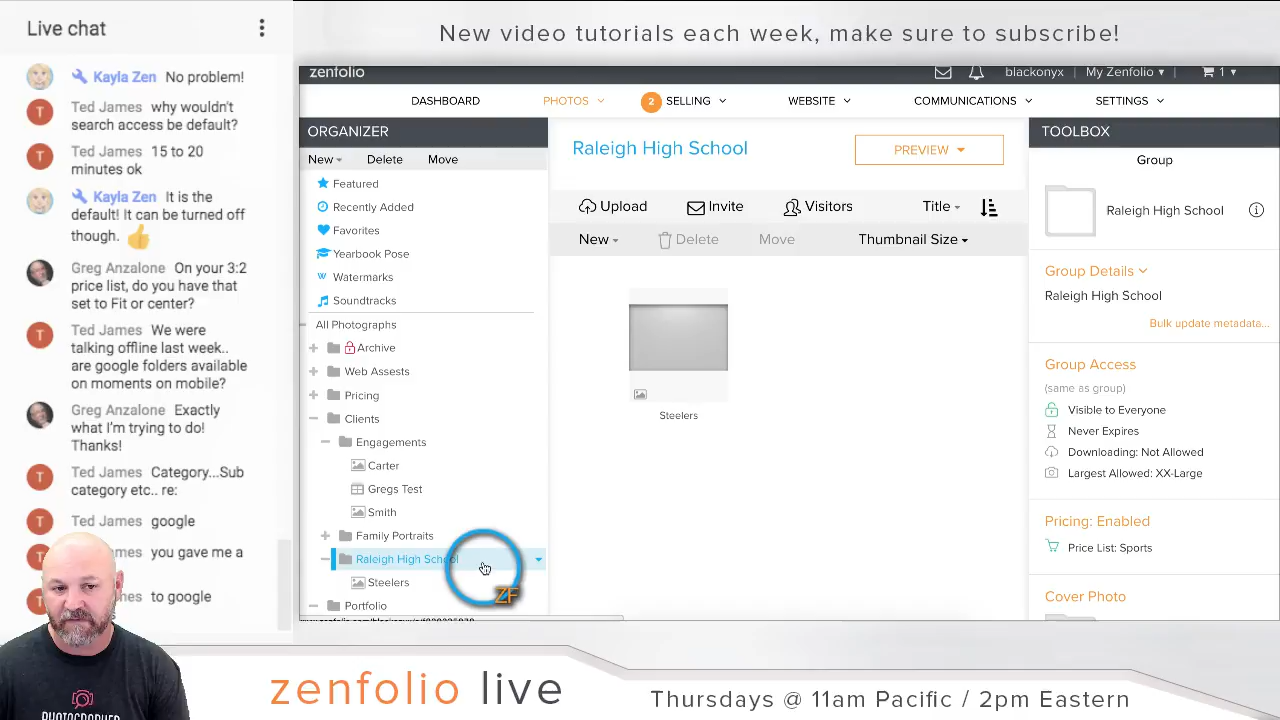 Live chat
Kayla Zen No problem!
Ted James why wouldn't
search access be default?
Ted James 15 to 20
minutes ok
Kayla Zen It is the
default! It can be turned off
though.
Greg Anzalone On your 3:2
price list, do you have that
set to Fit or center?
Ted James We were
talking offline last week..
are google folders available
on moments on mobile?
Greg Anzalone Exactly
what I'm trying to do!
Thanks!
Ted James Category...Sub
category etc.. re:
Ted James google
mes you gave me a
mes to google
New video tutorials each week, make sure to subscribe!
zenfolio
blackonyx
My Zenfolio
1
DASHBOARD
PHOTOS
2 SELLING
WEBSITE
COMMUNICATIONS
SETTINGS
ORGANIZER
New Delete Move
Featured
Recently Added
Favorites
Yearbook Pose
W Watermarks
Soundtracks
All Photographs
Archive
Web Assests
Pricing
Clients
Engagements
Carter
Gregs Test
Smith
Family Portraits
Raleigh High School
Steelers
Portfolio
ZF
Raleigh High School
PREVIEW
Upload Invite Visitors Title
New Delete Move Thumbnail Size
Steelers
TOOLBOX
Group
Raleigh High School
Group Details
Raleigh High School
Bulk update metadata...
Group Access
(same as group)
Visible to Everyone
Never Expires
Downloading: Not Allowed
Largest Allowed: XX-Large
Pricing: Enabled
Price List: Sports
Cover Photo
zenfolio live
Thursdays @ 11am Pacific / 2pm Eastern